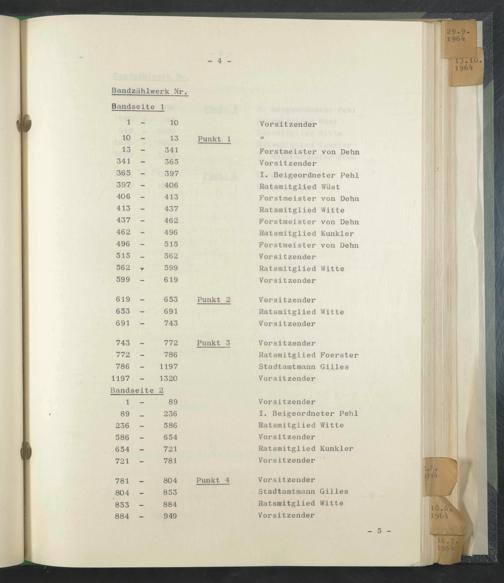 - 4 -
Bandzählwerk Nr.
Bandseite 1
1 - 10 Vorsitzender
10 - 13 Punkt 1 "
13 - 341 Forstmeister von Dehn
341 - 365 Vorsitzender
365 - 397 I. Beigeordneter Pehl
397 - 406 Ratsmitglied Wüst
406 - 413 Forstmeister von Dehn
413 - 437 Ratsmitglied Witte
437 - 462 Forstmeister von Dehn
462 - 496 Ratsmitglied Kunkler
496 - 515 Forstmeister von Dehn
515 - 562 Vorsitzender
562 - 599 Ratsmitglied Witte
599 - 619 Vorsitzender
619 - 653 Punkt 2 Vorsitzender
653 - 691 Ratsmitglied Witte
691 - 743 Vorsitzender
743 - 772 Punkt 3 Vorsitzender
772 - 786 Ratsmitglied Foerster
786 - 1197 Stadtamtmann Gilles
1197 - 1320 Vorsitzender
Bandseite 2
1 - 89 Vorsitzender
89 - 236 I. Beigeordneter Pehl
236 - 586 Ratsmitglied Witte
586 - 654 Vorsitzender
654 - 721 Ratsmitglied Kunkler
721 - 781 Vorsitzender
781 - 804 Punkt 4 Vorsitzender
804 - 853 Stadtamtmann Gilles
853 - 884 Ratsmitglied Witte
884 - 949 Vorsitzender
- 5 -
29.9.
1964
13.10.
1964
1964